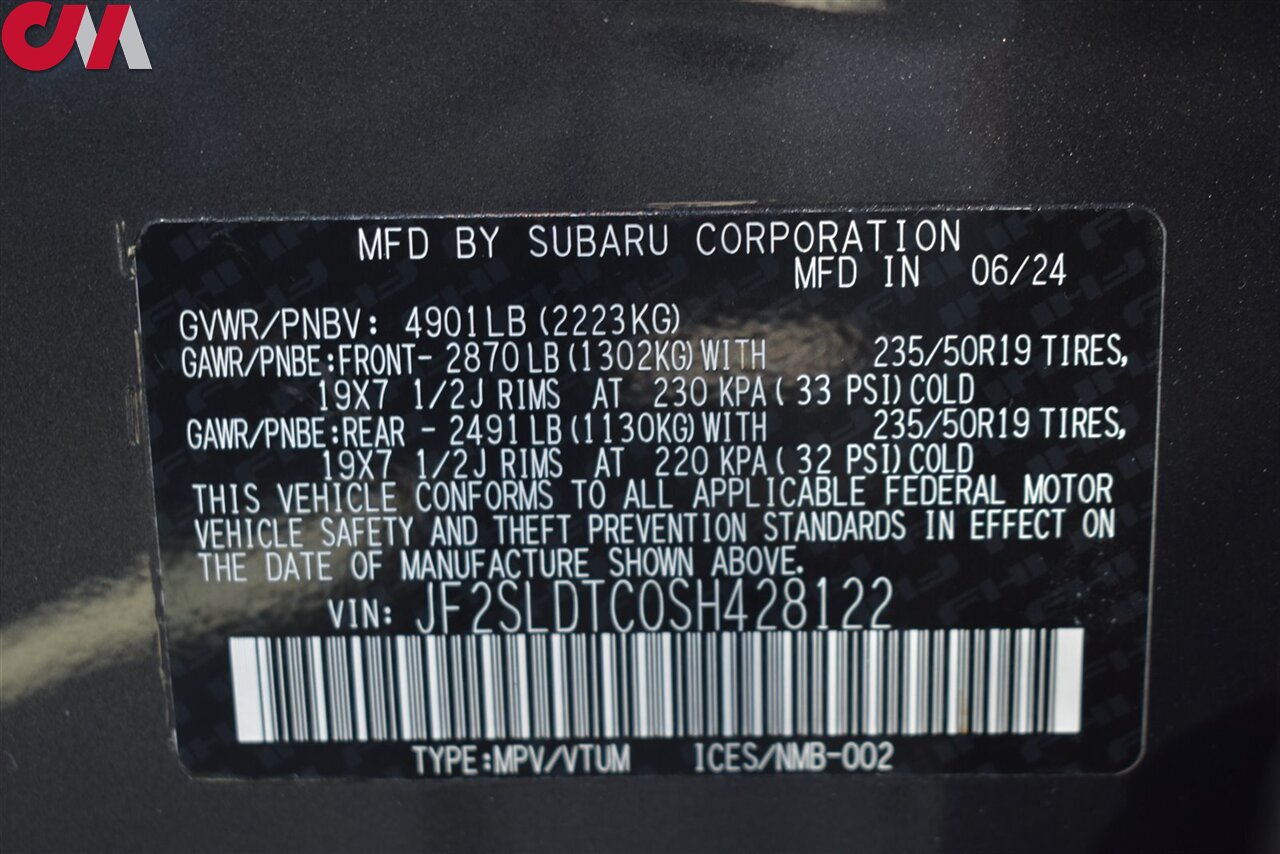 CM
MFD BY SUBARU CORPORATION
MFD IN 06/24
GVWR/PNBV: 4901LB (2223KG)
GAWR/PNBE:FRONT- 2870 LB (1302KG) WITH 235/50R19 TIRES,
19X7 1/2J RIMS AT 230 KPA ( 33 PSI) COLD
GAWR/PNBE:REAR - 2491 LB (1130KG) WITH 235/50R19 TIRES,
19X7 1/2J RIMS AT 220 KPA ( 32 PSI) COLD
THIS VEHICLE CONFORMS TO ALL APPLICABLE FEDERAL MOTOR
VEHICLE SAFETY AND THEFT PREVENTION STANDARDS IN EFFECT ON
THE DATE OF MANUFACTURE SHOWN ABOVE.
VIN: JF2SLDTC0SH428122
TYPE:MPV/VTUM ICES/NMB-002